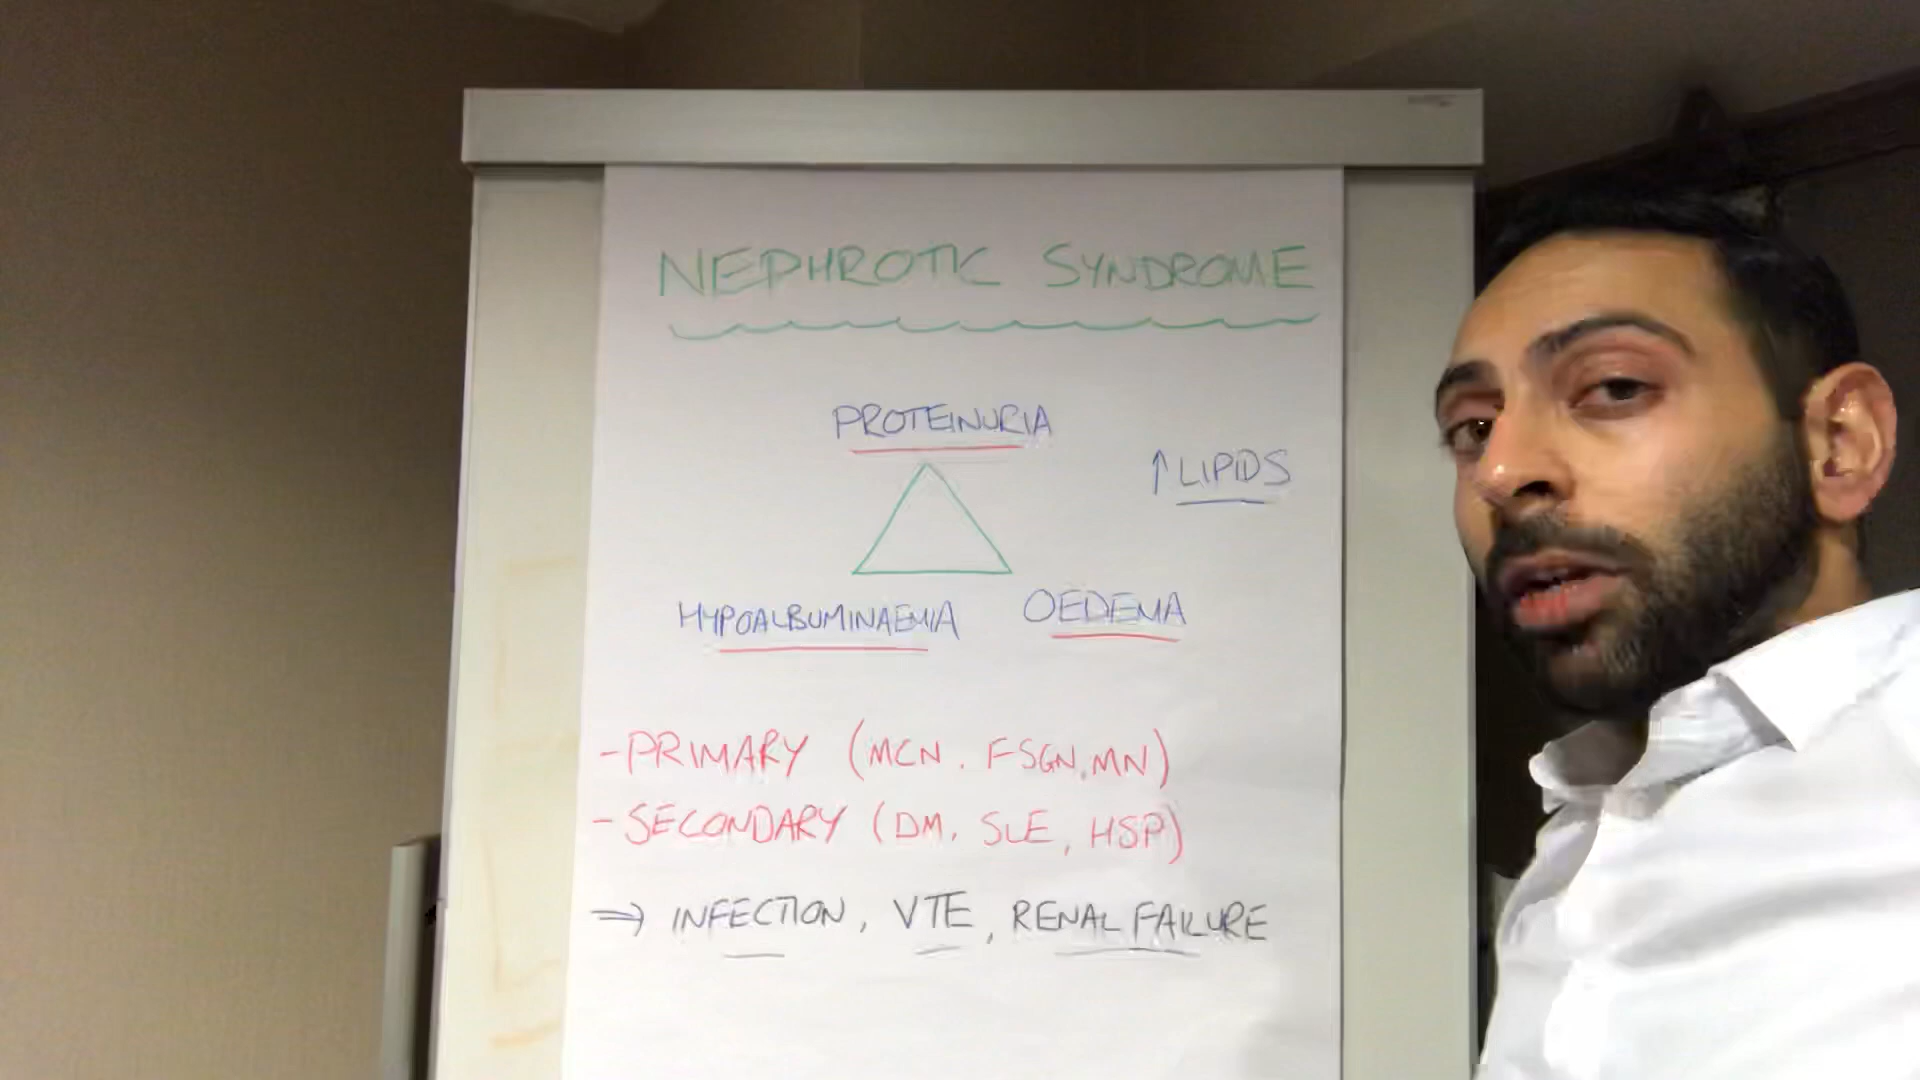 NEPHROTIC SYNDROME
PROTEINURIA
↑ LIPIDS
HYPOALBUMINAEMIA
OEDEMA
- PRIMARY (MCN. FSGN, MN)
- SECONDARY (DM, SLE, HSP)
⇒ INFECTION, VTE, RENAL FAILURE